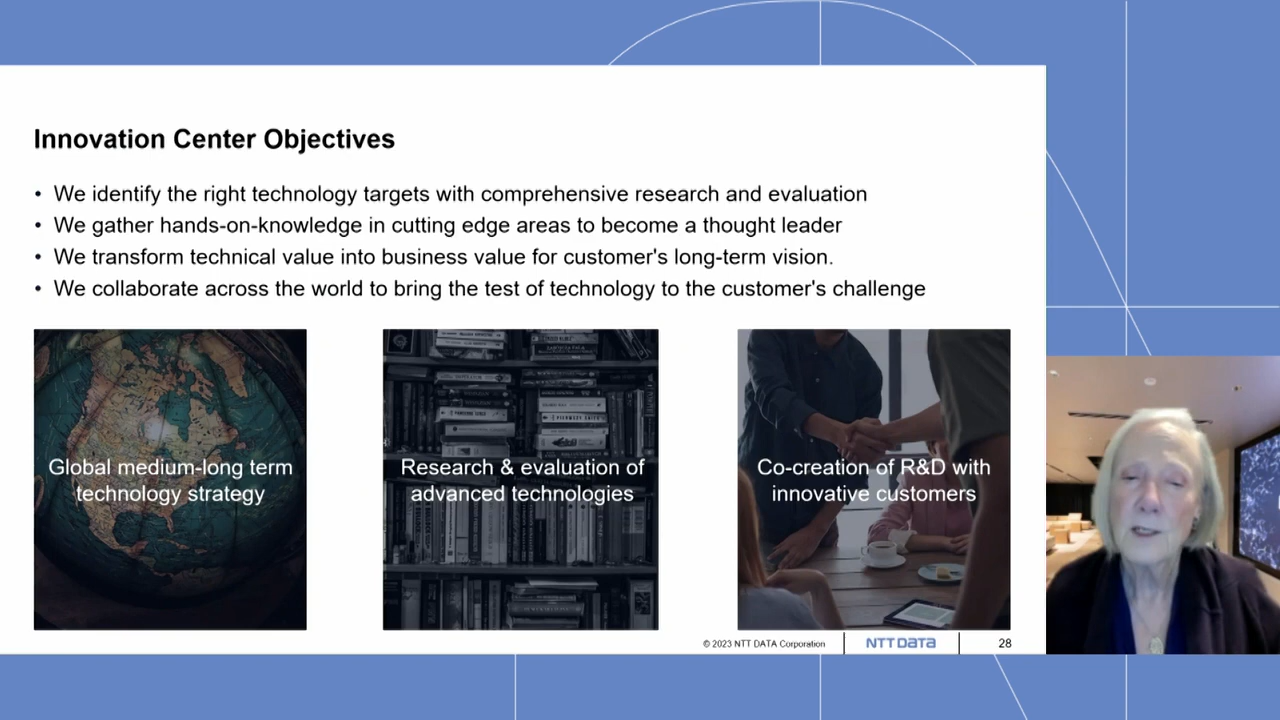 Innovation Center Objectives
• We identify the right technology targets with comprehensive research and evaluation
• We gather hands-on-knowledge in cutting edge areas to become a thought leader
• We transform technical value into business value for customer's long-term vision.
• We collaborate across the world to bring the test of technology to the customer's challenge
Global medium-long term
technology strategy
Research & evaluation of
advanced technologies
Co-creation of R&D with
innovative customers
© 2023 NTT DATA Corporation
NTT DATA
28